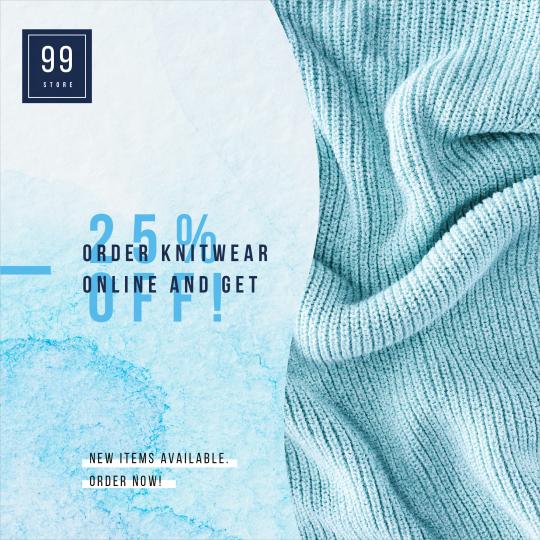 99
STORE
ORDER KNITWEAR
ONLINE AND GET
25%
OFF!
NEW ITEMS AVAILABLE.
ORDER NOW!